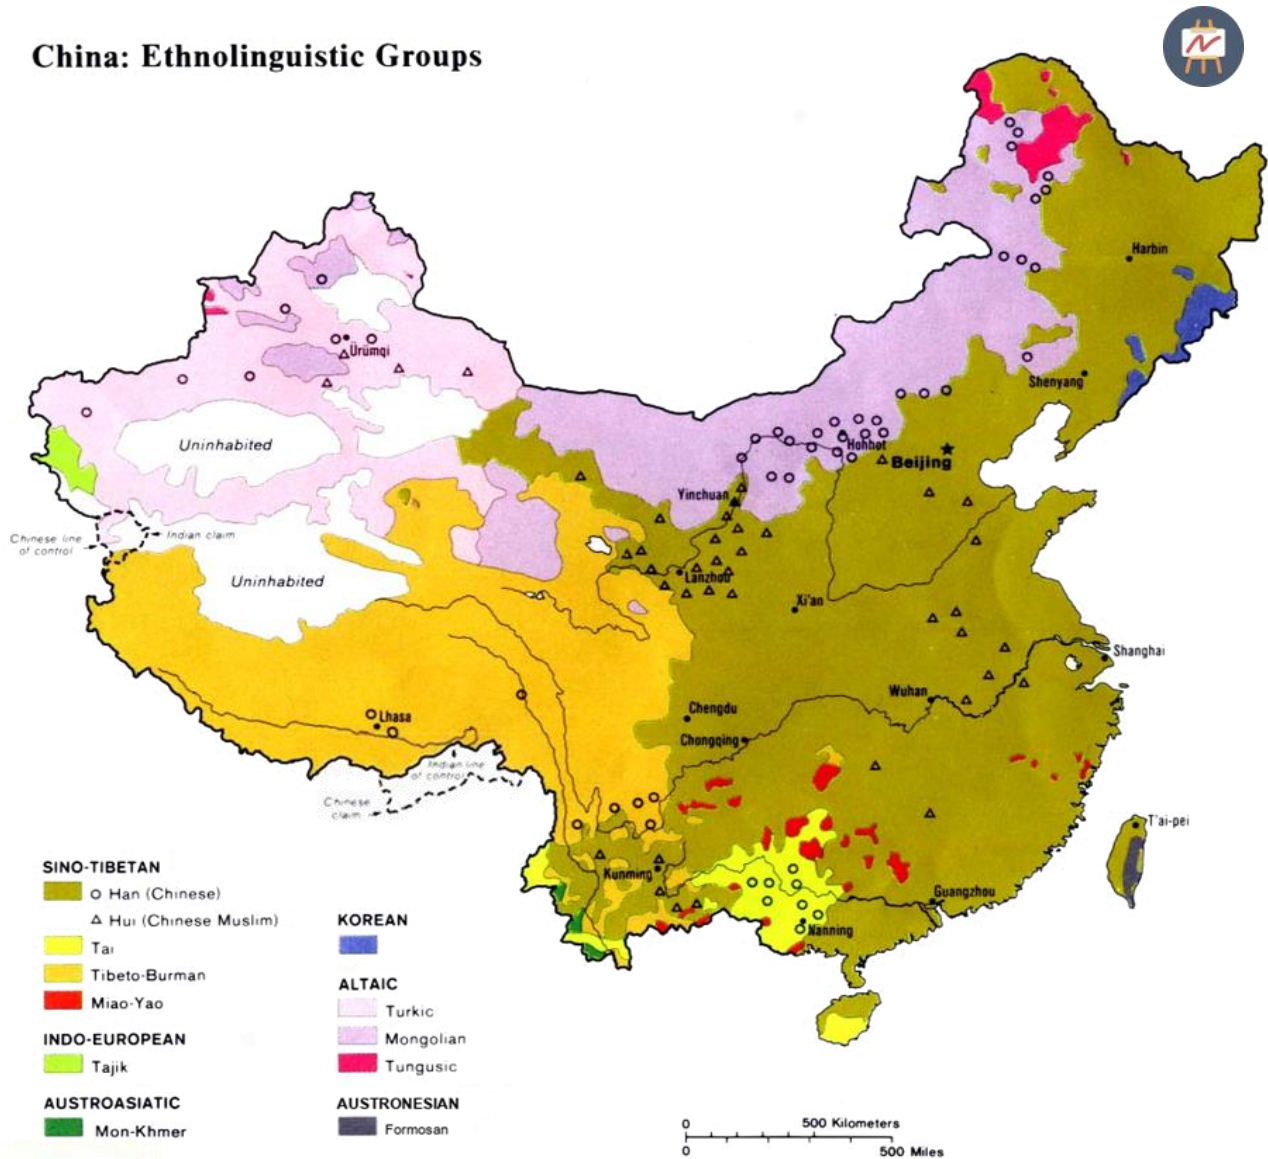 China: Ethnolinguistic Groups
Harbin
Ürümqi
Shenyang
Uninhabited
Hohhot
Beijing
Yinchuan
Chinese line
of control
Indian claim
Uninhabited
Lanzhou
Xi'an
Shanghai
Wuhan
Chengdu
Chongqing
Lhasa
Indian line
of control
Chinese
claim
T'ai-pei
Kunming
Guangzhou
Nanning
SINO-TIBETAN
Han (Chinese)
Hui (Chinese Muslim)
Tai
Tibeto-Burman
Miao-Yao
INDO-EUROPEAN
Tajik
AUSTROASIATIC
Mon-Khmer
KOREAN
ALTAIC
Turkic
Mongolian
Tungusic
AUSTRONESIAN
Formosan
0 500 Kilometers
0 500 Miles